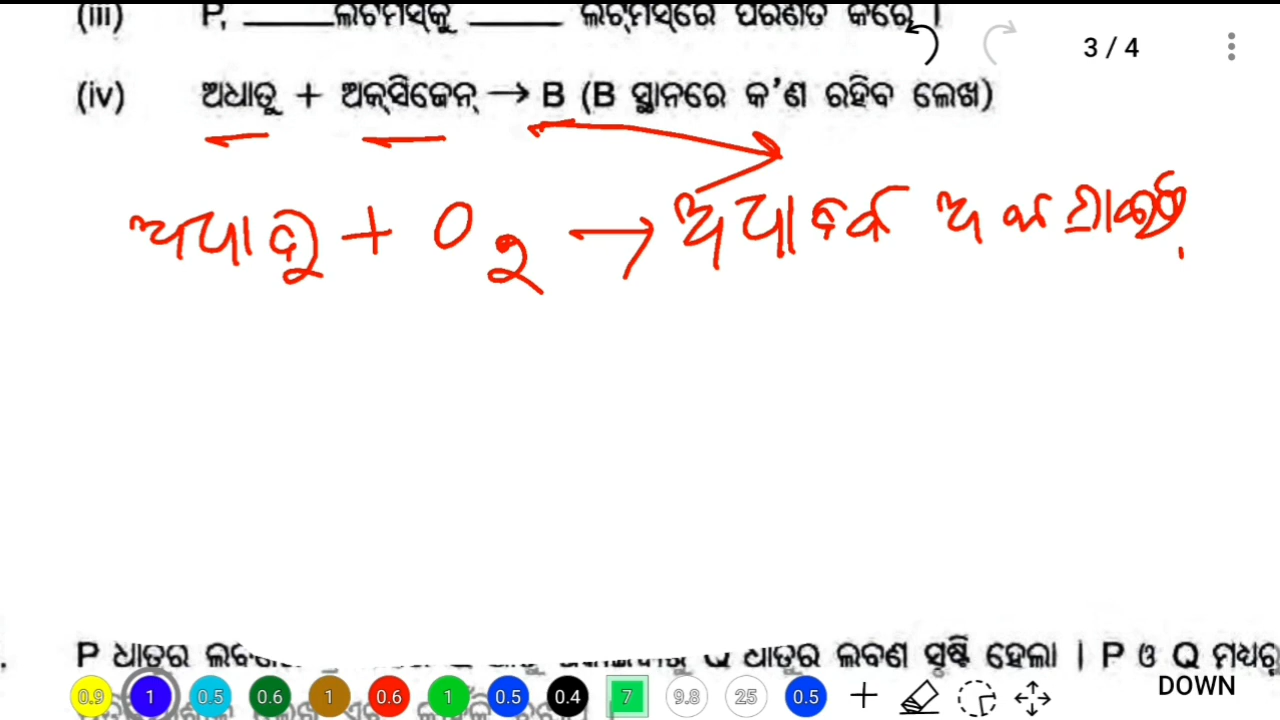 (iii) P, ______ଲିଟମସ୍‌କୁ ______ ଲିଟ୍‌ମସ୍‌ରେ ପରିଣତ କରେ ।
3 / 4
(iv) ଅଧାତୁ + ଅକ୍‌ସିଜେନ୍ → B (B ସ୍ଥାନରେ କ'ଣ ରହିବ ଲେଖ)
ଅଧାତୁ + O୨ → ଅଧାତବ ଅକ୍ସାଇଡ୍
P ଧାତୁର ଧାତୁର ଲବଣ ସୃଷ୍ଟି ହେଲା । P ଓ Q ମଧ୍ୟରୁ
DOWN
0.9 1 0.5 0.6 1 0.6 1 0.5 0.4 7 9.8 25 0.5